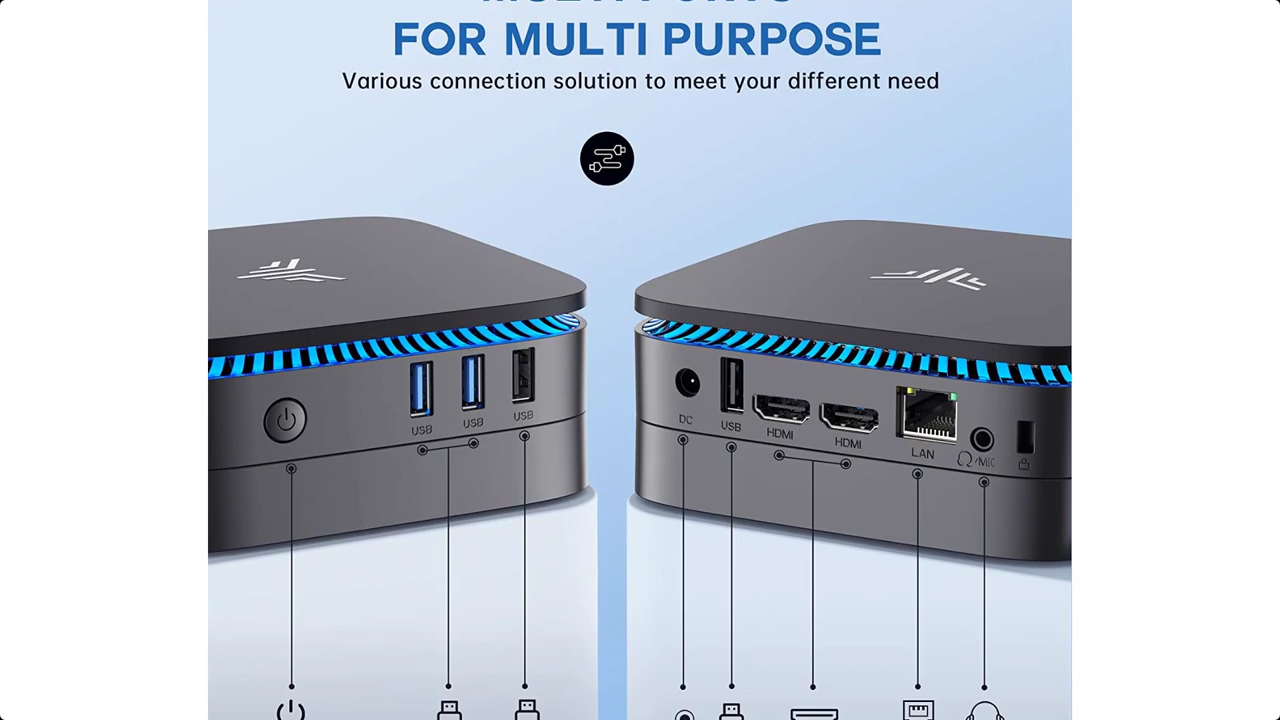 FOR MULTI PURPOSE
Various connection solution to meet your different need
USB
USB
USB
DC
USB
HDMI
HDMI
LAN
/MIC